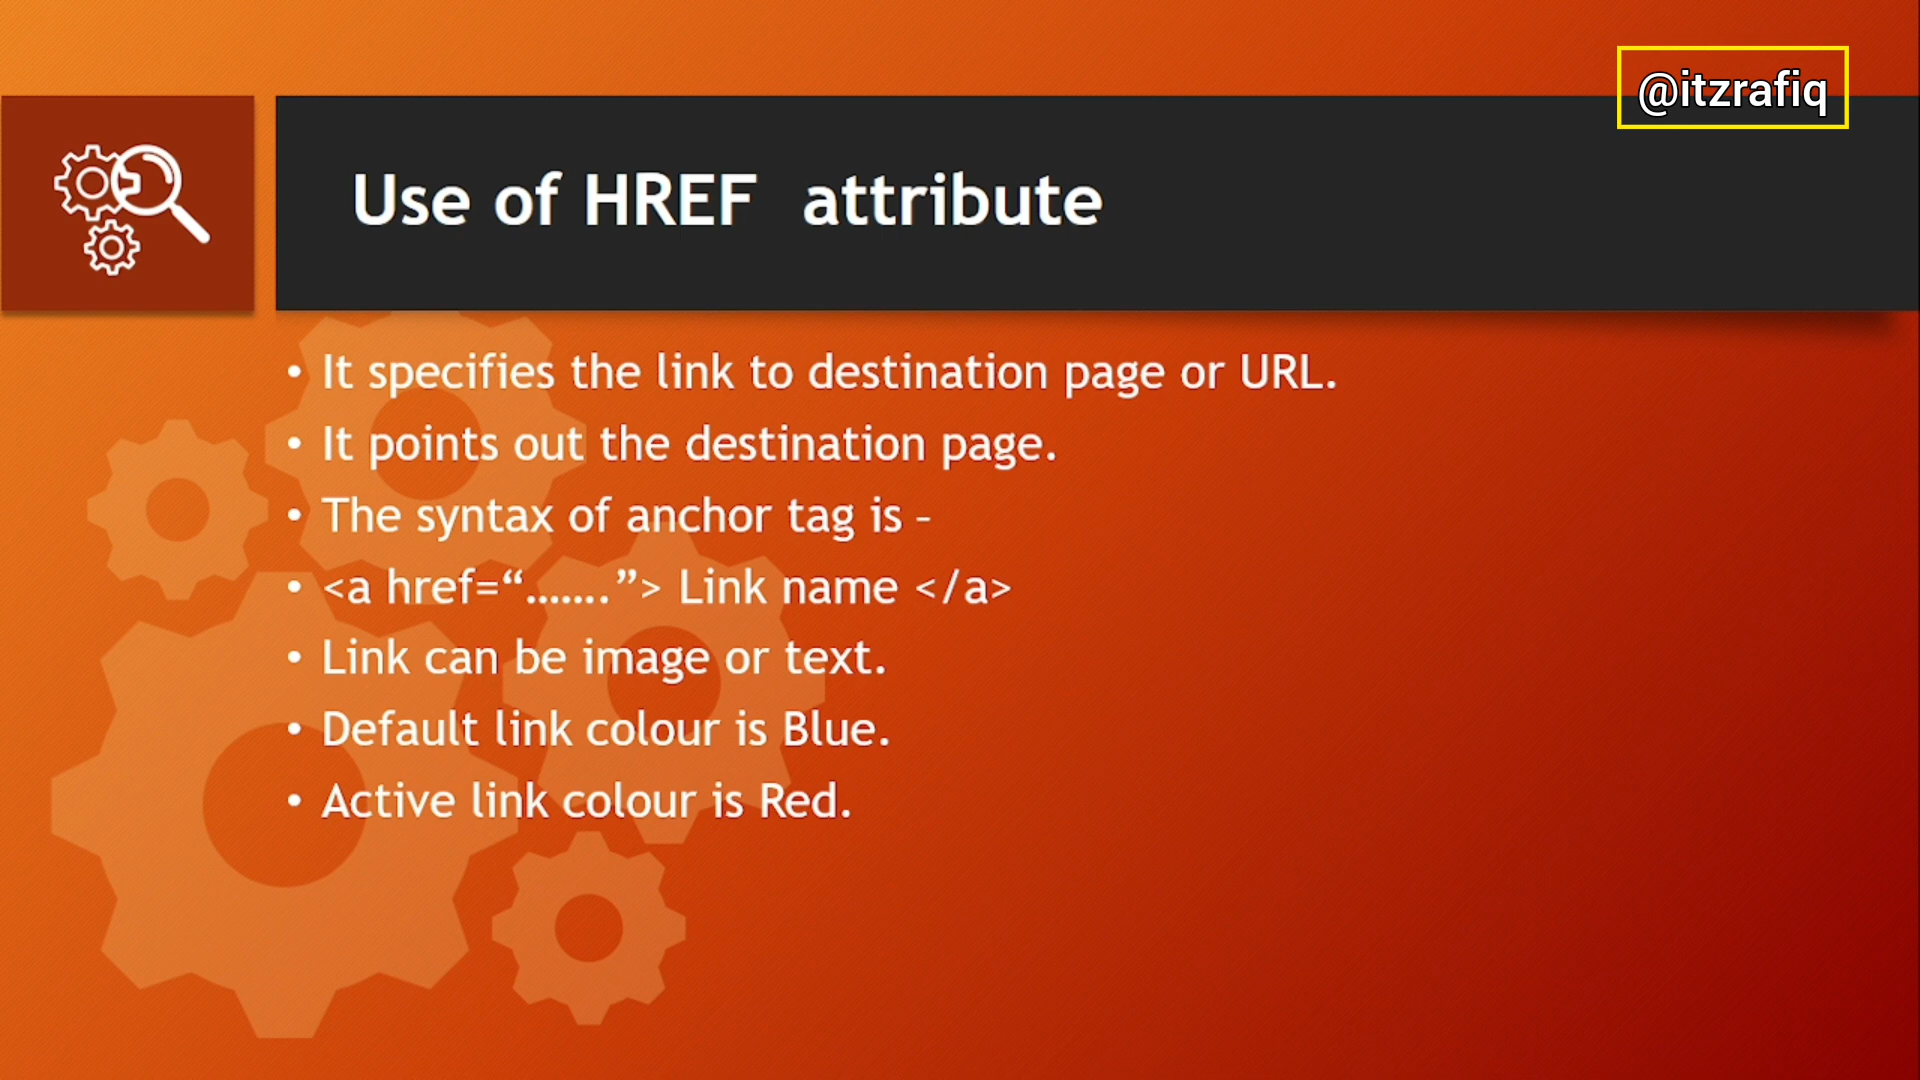 @itzrafiq
Use of HREF attribute
• It specifies the link to destination page or URL.
• It points out the destination page.
• The syntax of anchor tag is –
• <a href=“…….”> Link name </a>
• Link can be image or text.
• Default link colour is Blue.
• Active link colour is Red.